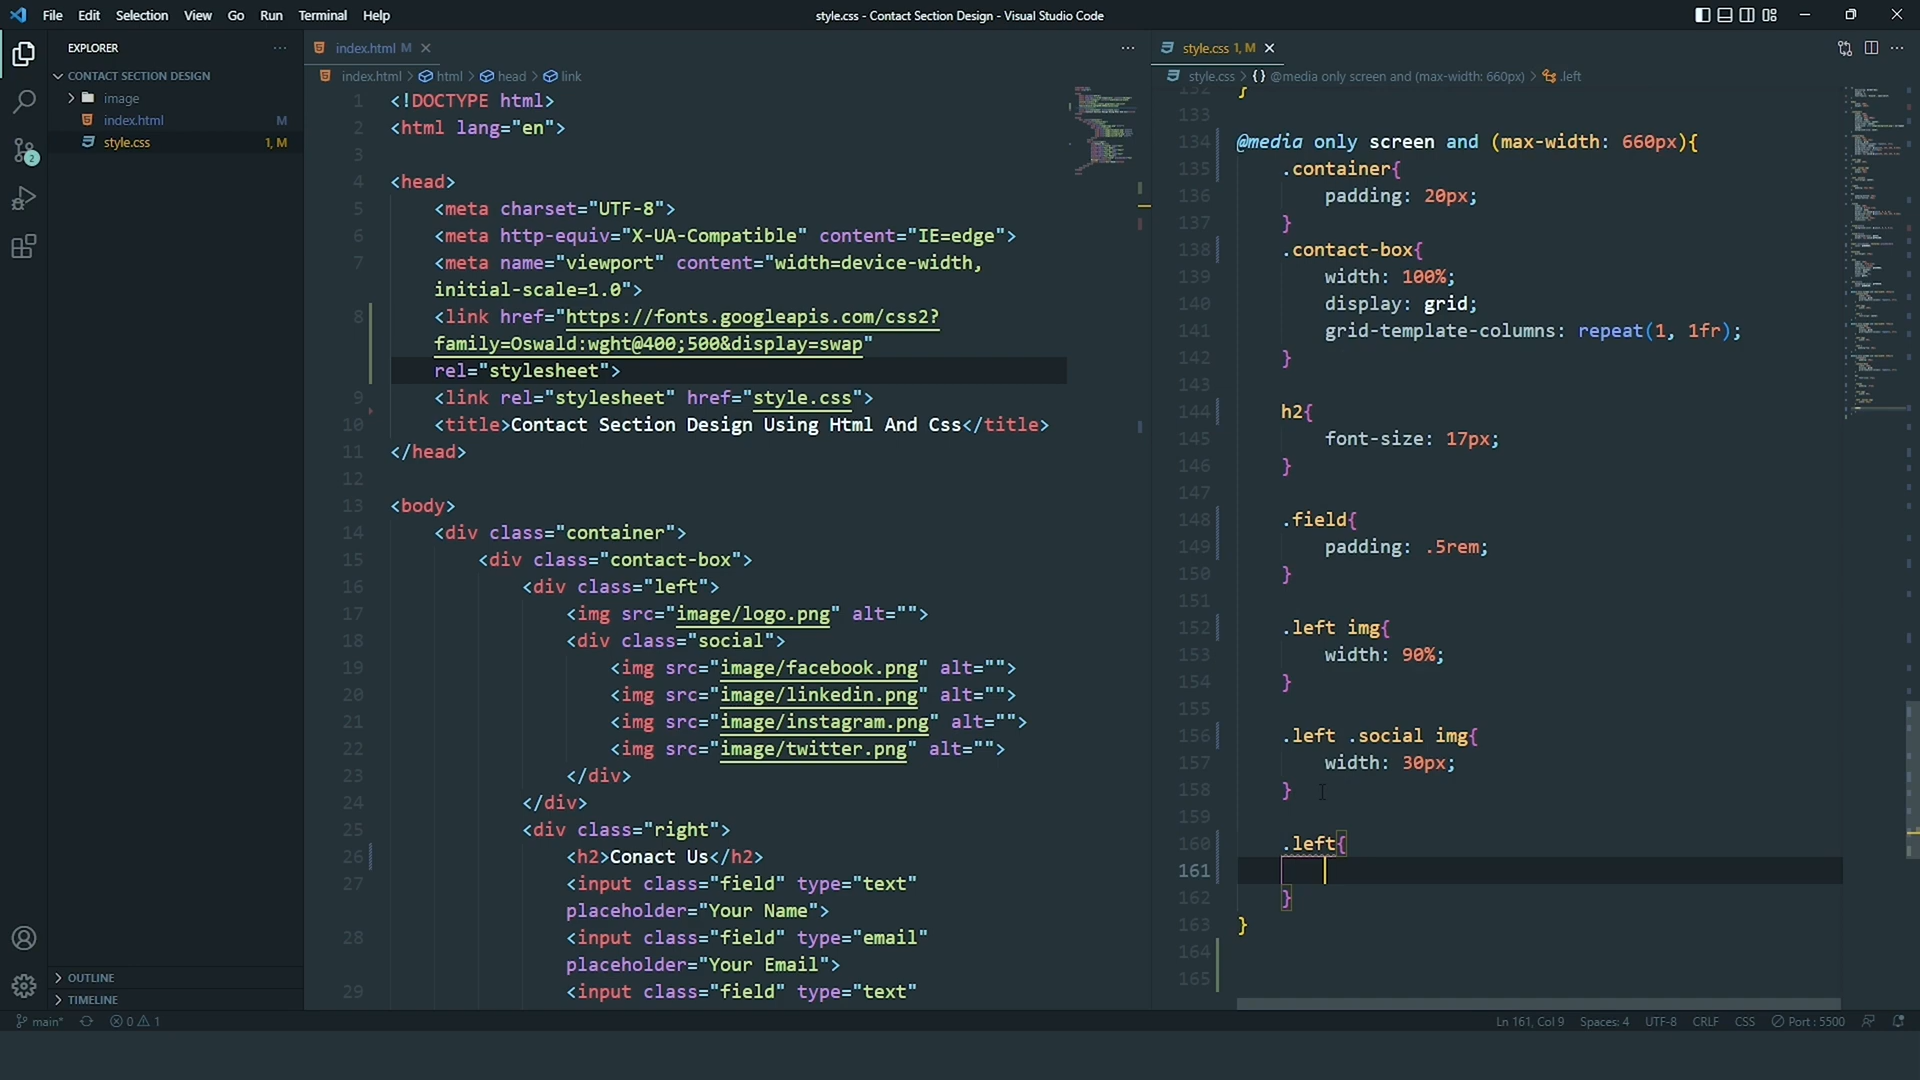 File Edit Selection View Go Run Terminal Help
style.css - Contact Section Design - Visual Studio Code
EXPLORER
CONTACT SECTION DESIGN
image
index.html M
style.css 1, M
OUTLINE
TIMELINE
index.html M
index.html > html > head > link
1 <!DOCTYPE html>
2 <html lang="en">
3
4 <head>
5 <meta charset="UTF-8">
6 <meta http-equiv="X-UA-Compatible" content="IE=edge">
7 <meta name="viewport" content="width=device-width,
initial-scale=1.0">
8 <link href="https://fonts.googleapis.com/css2?
family=Oswald:wght@400;500&display=swap"
rel="stylesheet">
9 <link rel="stylesheet" href="style.css">
10 <title>Contact Section Design Using Html And Css</title>
11 </head>
12
13 <body>
14 <div class="container">
15 <div class="contact-box">
16 <div class="left">
17 <img src="image/logo.png" alt="">
18 <div class="social">
19 <img src="image/facebook.png" alt="">
20 <img src="image/linkedin.png" alt="">
21 <img src="image/instagram.png" alt="">
22 <img src="image/twitter.png" alt="">
23 </div>
24 </div>
25 <div class="right">
26 <h2>Conact Us</h2>
27 <input class="field" type="text"
placeholder="Your Name">
28 <input class="field" type="email"
placeholder="Your Email">
29 <input class="field" type="text"
style.css 1, M
style.css > {} @media only screen and (max-width: 660px) > .left
132 }
133
134 @media only screen and (max-width: 660px){
135 .container{
136 padding: 20px;
137 }
138 .contact-box{
139 width: 100%;
140 display: grid;
141 grid-template-columns: repeat(1, 1fr);
142 }
143
144 h2{
145 font-size: 17px;
146 }
147
148 .field{
149 padding: .5rem;
150 }
151
152 .left img{
153 width: 90%;
154 }
155
156 .left .social img{
157 width: 30px;
158 }
159
160 .left{
161
162 }
163 }
164
165
main* 0 1
Ln 161, Col 9 Spaces: 4 UTF-8 CRLF CSS Port : 5500
2